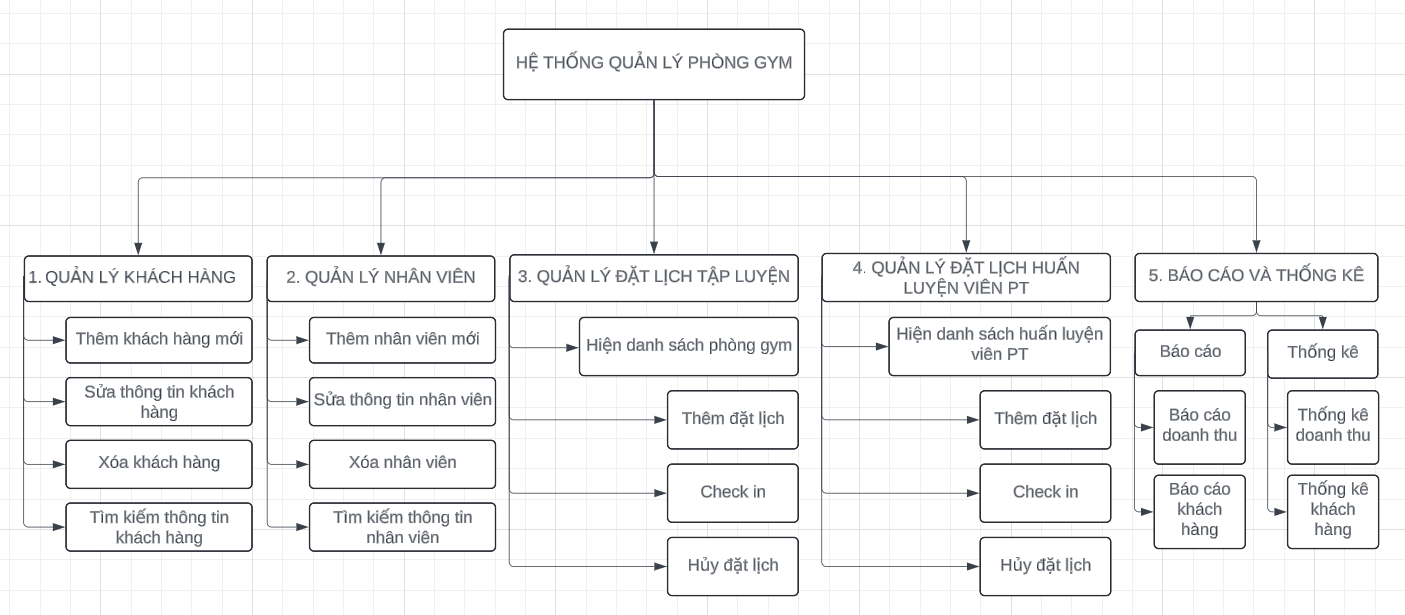 HỆ THỐNG QUẢN LÝ PHÒNG GYM
1. QUẢN LÝ KHÁCH HÀNG
Thêm khách hàng mới
Sửa thông tin khách
hàng
Xóa khách hàng
Tìm kiếm thông tin
khách hàng
2. QUẢN LÝ NHÂN VIÊN
Thêm nhân viên mới
Sửa thông tin nhân viên
Xóa nhân viên
Tìm kiếm thông tin
nhân viên
3. QUẢN LÝ ĐẶT LỊCH TẬP LUYỆN
Hiện danh sách phòng gym
Thêm đặt lịch
Check in
Hủy đặt lịch
4. QUẢN LÝ ĐẶT LỊCH HUẤN
LUYỆN VIÊN PT
Hiện danh sách huấn luyện
viên PT
Thêm đặt lịch
Check in
Hủy đặt lịch
5. BÁO CÁO VÀ THỐNG KÊ
Báo cáo
Báo cáo
doanh thu
Báo cáo
khách
hàng
Thống kê
Thống kê
doanh thu
Thống kê
khách
hàng